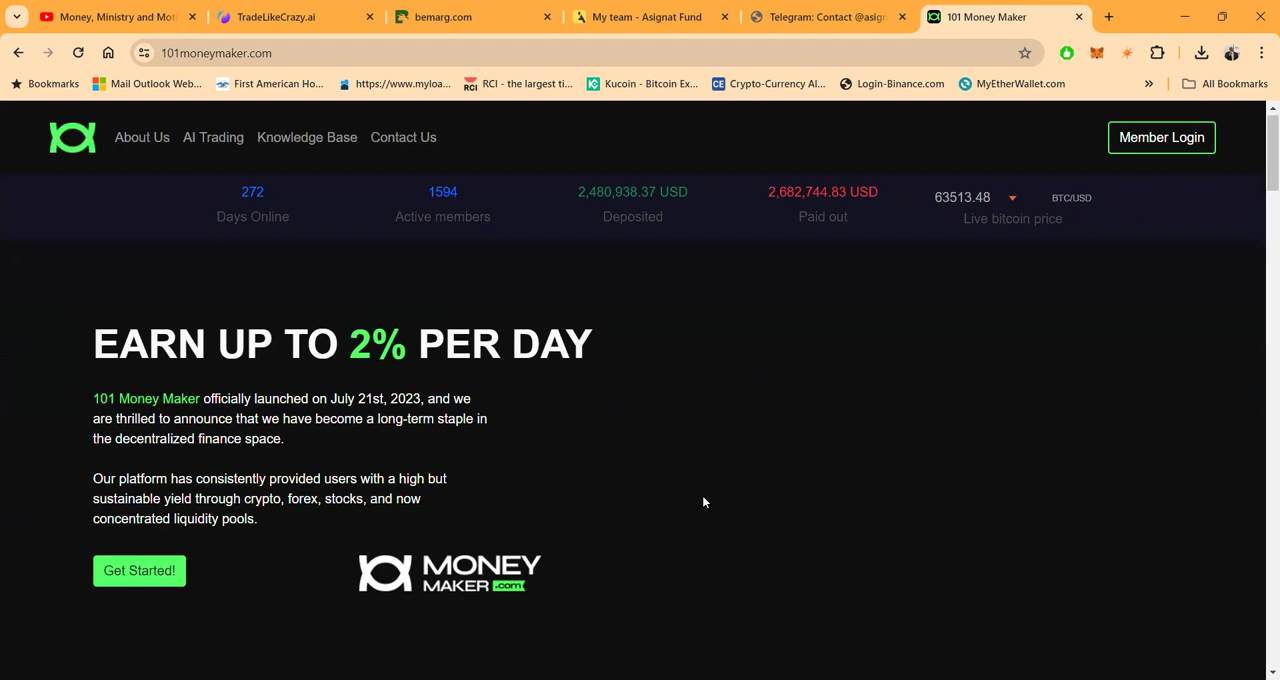 Money, Ministry and Mot
TradeLikeCrazy.ai
bemarg.com
My team - Asignat Fund
Telegram: Contact @asign
101 Money Maker
101moneymaker.com
Bookmarks
Mail Outlook Web...
First American Ho...
https://www.myloa...
RCI RCI - the largest ti...
Kucoin - Bitcoin Ex...
CE Crypto-Currency Al...
Login-Binance.com
MyEtherWallet.com
»
All Bookmarks
About Us
AI Trading
Knowledge Base
Contact Us
Member Login
272
1594
2,480,938.37 USD
2,682,744.83 USD
63513.48
BTC/USD
Days Online
Active members
Deposited
Paid out
Live bitcoin price
EARN UP TO 2% PER DAY
101 Money Maker officially launched on July 21st, 2023, and we
are thrilled to announce that we have become a long-term staple in
the decentralized finance space.
Our platform has consistently provided users with a high but
sustainable yield through crypto, forex, stocks, and now
concentrated liquidity pools.
Get Started!
MONEY
MAKER .com